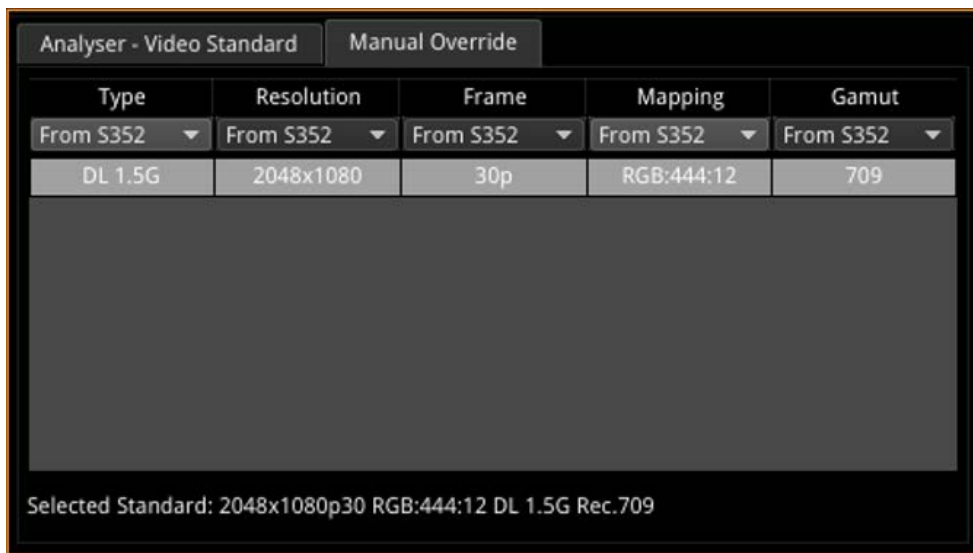 Analyser - Video Standard Manual Override
Type Resolution Frame Mapping Gamut
From S352 From S352 From S352 From S352 From S352
DL 1.5G 2048x1080 30p RGB:444:12 709
Selected Standard: 2048x1080p30 RGB:444:12 DL 1.5G Rec.709